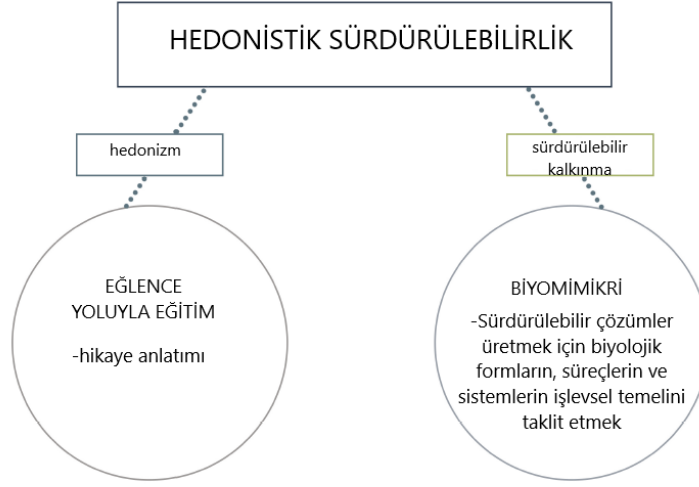 HEDONİSTİK SÜRDÜRÜLEBİLİRLİK
hedonizm
sürdürülebilir
kalkınma
EĞLENCE
YOLUYLA EĞİTİM
-hikaye anlatımı
BİYOMİMİKRİ
-Sürdürülebilir çözümler
üretmek için biyolojik
formların, süreçlerin ve
sistemlerin işlevsel temelini
taklit etmek